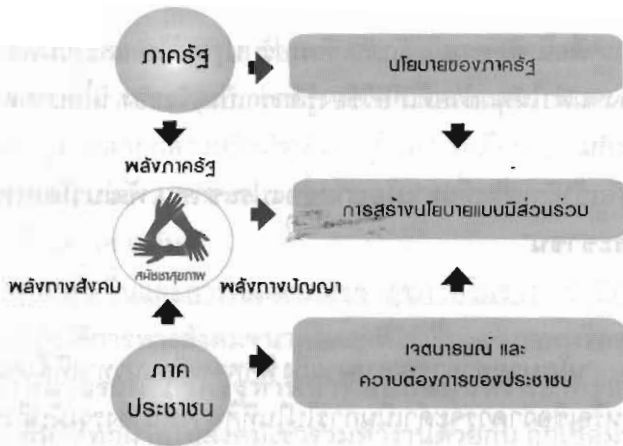 ภาครัฐ
นโยบายของภาครัฐ
พลังภาครัฐ
การสร้างนโยบายแบบมีส่วนร่วม
สมัชชาสุขภาพ
พลังทางสังคม
พลังทางปัญญา
ภาค
ประชาชน
เจตนารมณ์ และ
ความต้องการของประชาชน